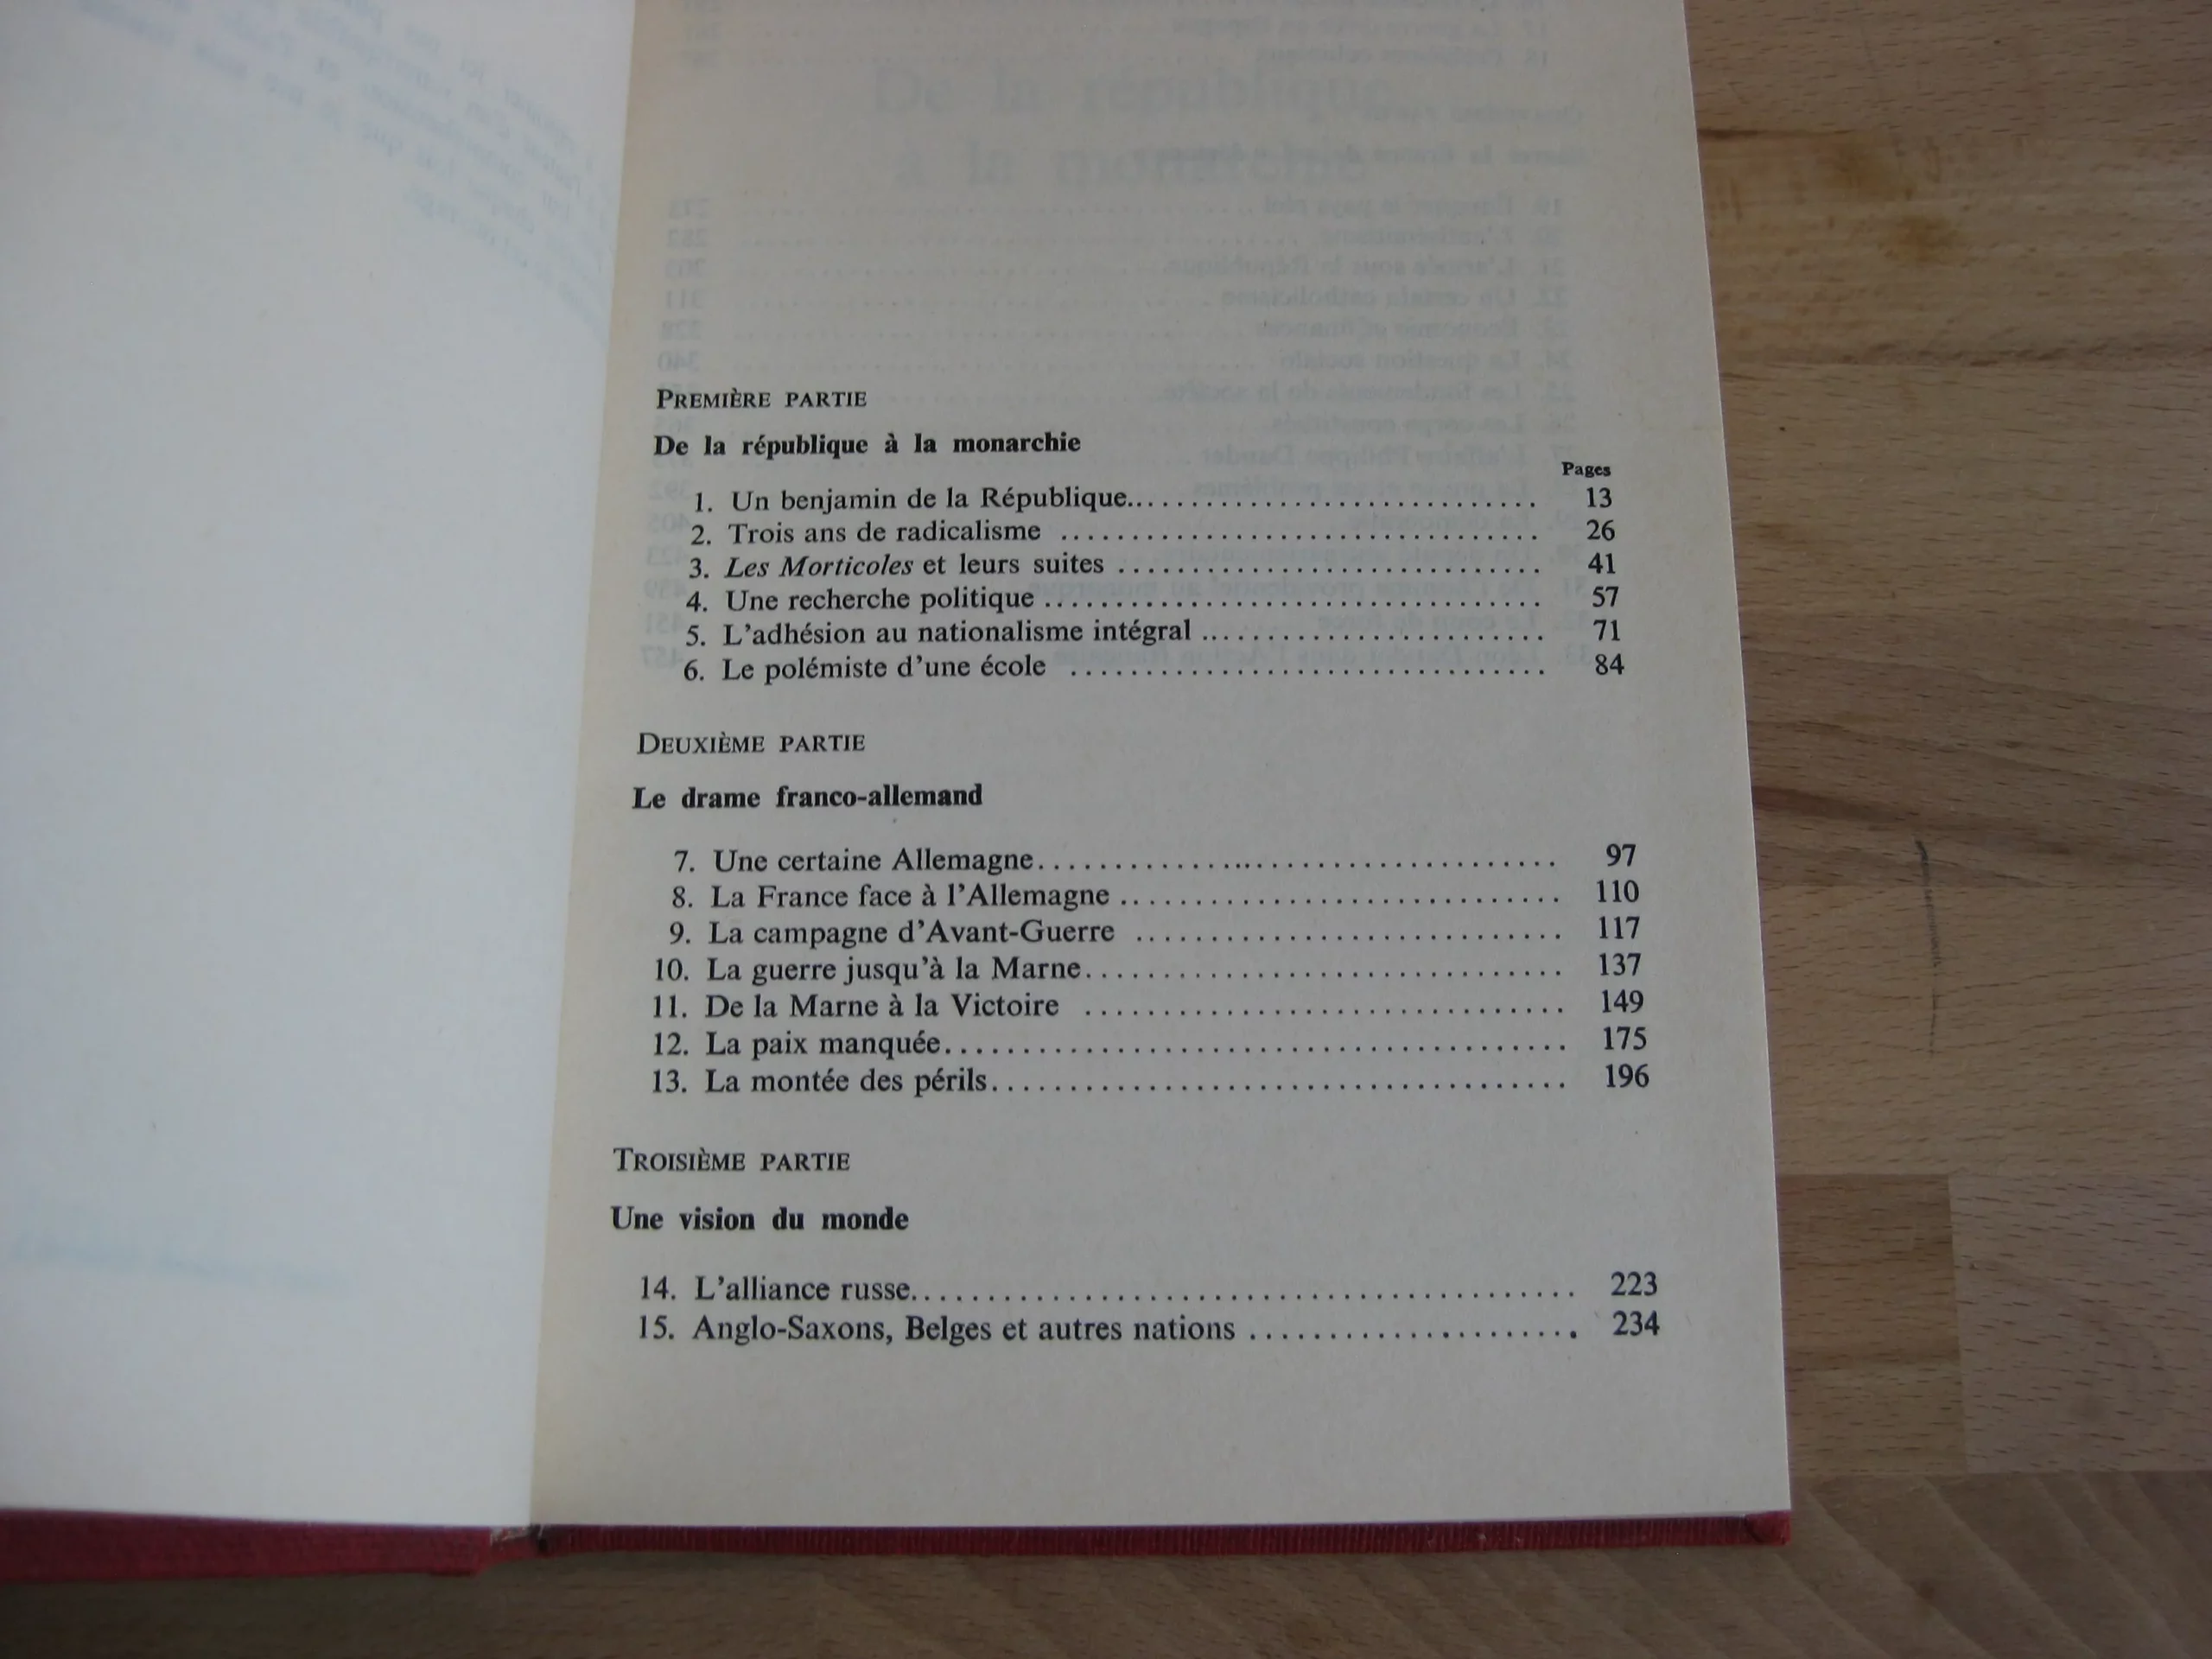 PREMIÈRE PARTIE
De la république à la monarchie
Pages
1. Un benjamin de la République.............................. 13
2. Trois ans de radicalisme ................................ 26
3. Les Morticoles et leurs suites ............................ 41
4. Une recherche politique ................................. 57
5. L'adhésion au nationalisme intégral ....................... 71
6. Le polémiste d'une école ................................ 84
DEUXIÈME PARTIE
Le drame franco-allemand
7. Une certaine Allemagne.................................. 97
8. La France face à l'Allemagne ............................. 110
9. La campagne d'Avant-Guerre ............................ 117
10. La guerre jusqu'à la Marne................................ 137
11. De la Marne à la Victoire ................................ 149
12. La paix manquée........................................ 175
13. La montée des périls..................................... 196
TROISIÈME PARTIE
Une vision du monde
14. L'alliance russe.......................................... 223
15. Anglo-Saxons, Belges et autres nations ...................... 234